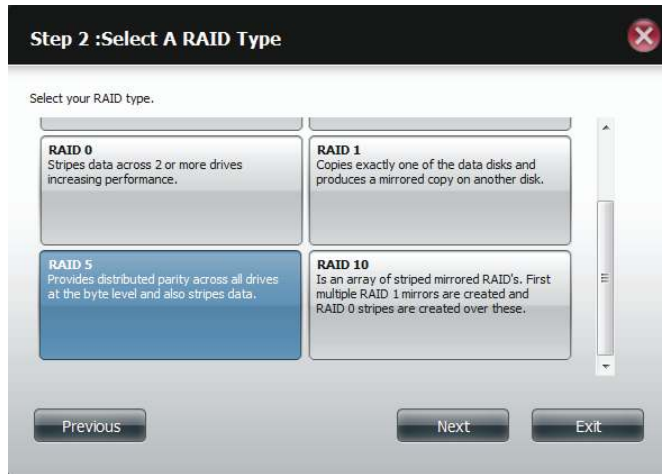 Step 2 :Select A RAID Type
Select your RAID type.
RAID 0
Stripes data across 2 or more drives
increasing performance.
RAID 1
Copies exactly one of the data disks and
produces a mirrored copy on another disk.
RAID 5
Provides distributed parity across all drives
at the byte level and also stripes data.
RAID 10
Is an array of striped mirrored RAID's. First
multiple RAID 1 mirrors are created and
RAID 0 stripes are created over these.
Previous
Next
Exit